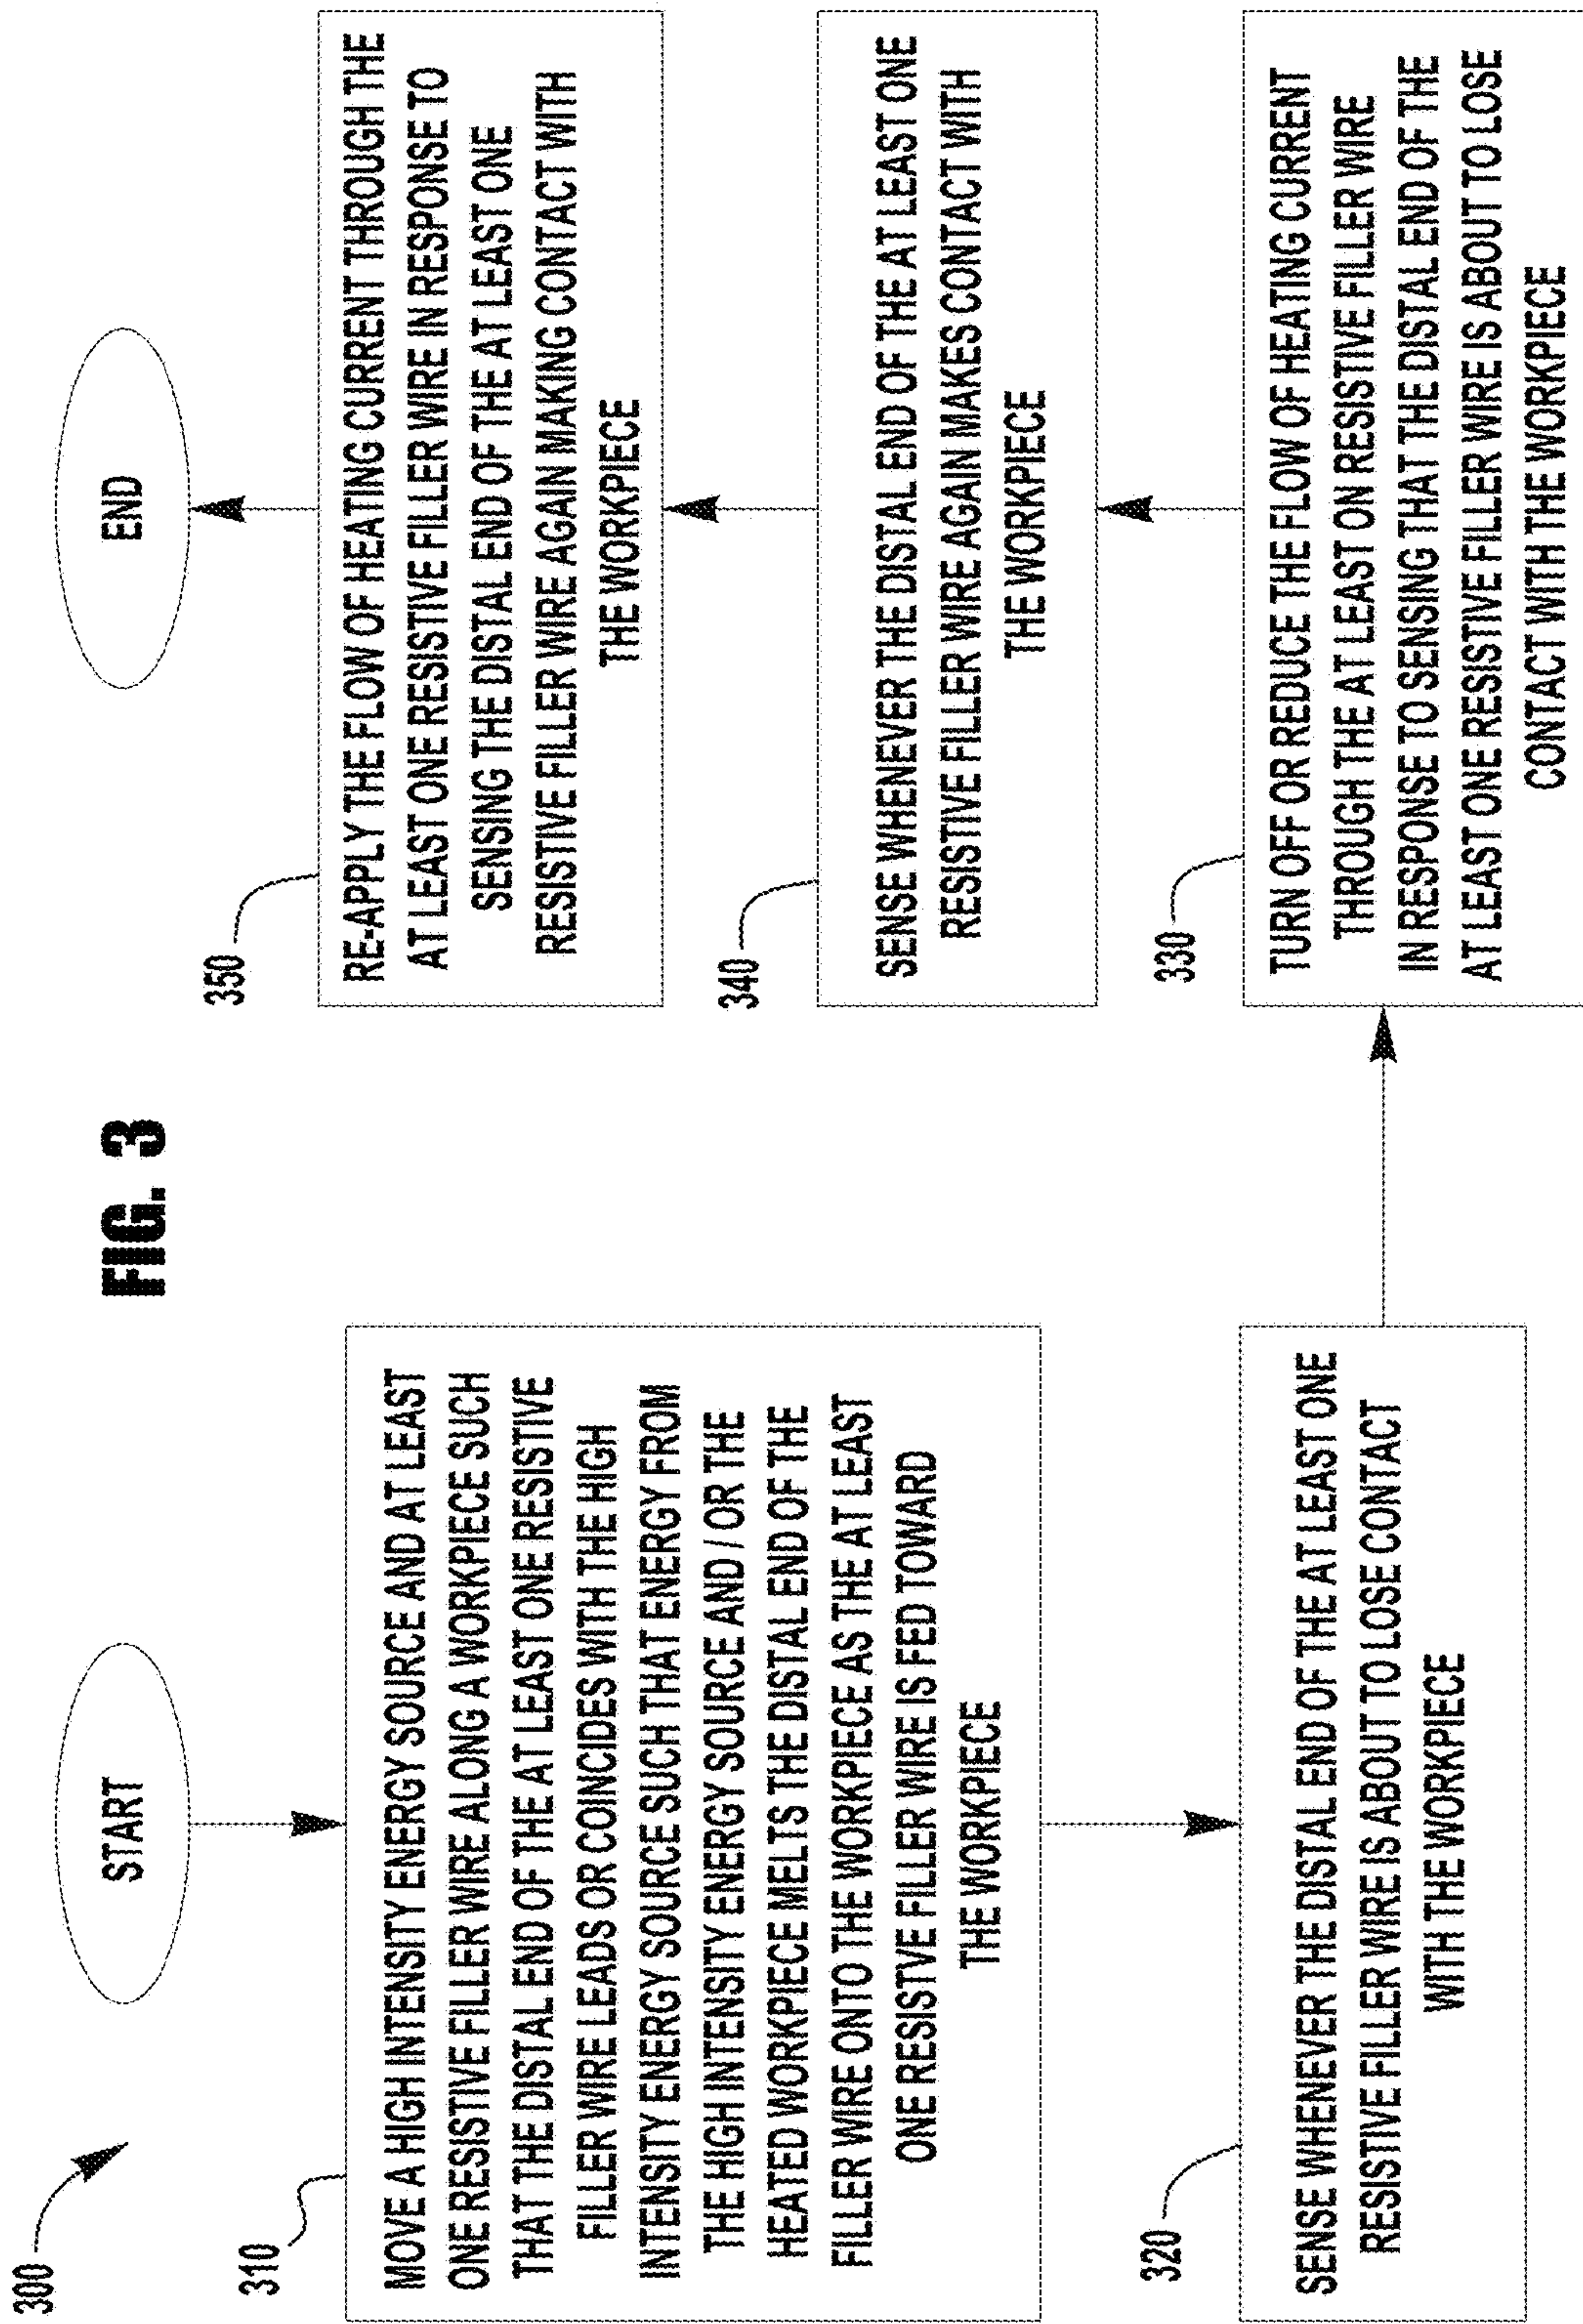 FIG. 3
300
START
310
MOVE A HIGH INTENSITY ENERGY SOURCE AND AT LEAST
ONE RESISTIVE FILLER WIRE ALONG A WORKPIECE SUCH
THAT THE DISTAL END OF THE AT LEAST ONE RESISTIVE
FILLER WIRE LEADS OR COINCIDES WITH THE HIGH
INTENSITY ENERGY SOURCE SUCH THAT ENERGY FROM
THE HIGH INTENSITY ENERGY SOURCE AND / OR THE
HEATED WORKPIECE MELTS THE DISTAL END OF THE
FILLER WIRE ONTO THE WORKPIECE AS THE AT LEAST
ONE RESISTVE FILLER WIRE IS FED TOWARD
THE WORKPIECE
320
SENSE WHENEVER THE DISTAL END OF THE AT LEAST ONE
RESISTIVE FILLER WIRE IS ABOUT TO LOSE CONTACT
WITH THE WORKPIECE
330
TURN OFF OR REDUCE THE FLOW OF HEATING CURRENT
THROUGH THE AT LEAST ON RESISTIVE FILLER WIRE
IN RESPONSE TO SENSING THAT THE DISTAL END OF THE
AT LEAST ONE RESISTIVE FILLER WIRE IS ABOUT TO LOSE
CONTACT WITH THE WORKPIECE
340
SENSE WHENEVER THE DISTAL END OF THE AT LEAST ONE
RESISTIVE FILLER WIRE AGAIN MAKES CONTACT WITH
THE WORKPIECE
350
RE-APPLY THE FLOW OF HEATING CURRENT THROUGH THE
AT LEAST ONE RESISTIVE FILLER WIRE IN RESPONSE TO
SENSING THE DISTAL END OF THE AT LEAST ONE
RESISTIVE FILLER WIRE AGAIN MAKING CONTACT WITH
THE WORKPIECE
END